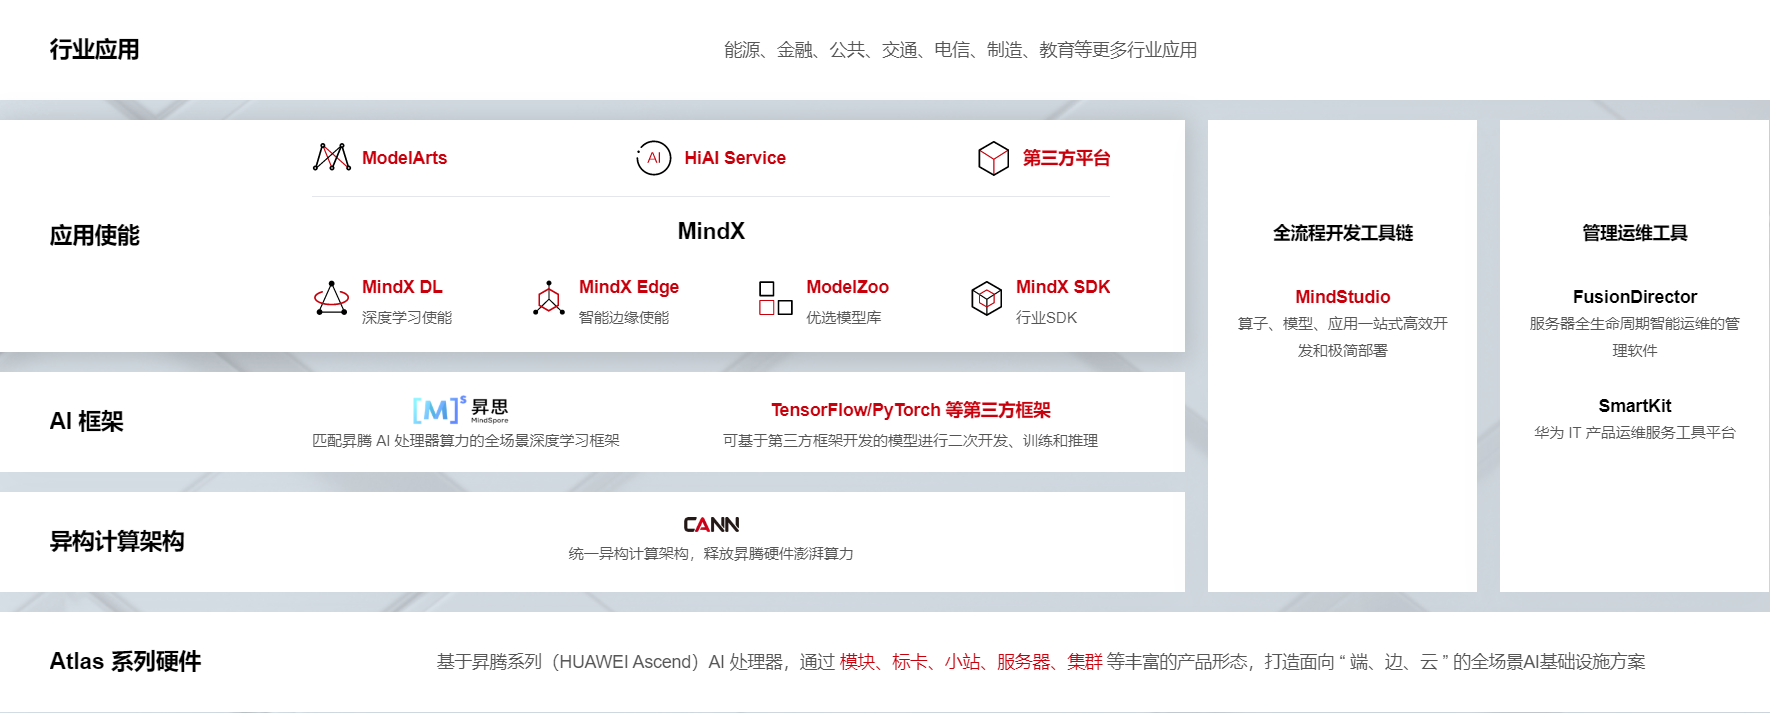 行业应用
能源、金融、公共、交通、电信、制造、教育等更多行业应用
应用使能
ModelArts
AI
HiAI Service
第三方平台
MindX
MindX DL
深度学习使能
MindX Edge
智能边缘使能
ModelZoo
优选模型库
MindX SDK
行业SDK
AI 框架
[M]s 昇思
MindSpore
匹配昇腾 AI 处理器算力的全场景深度学习框架
TensorFlow/PyTorch 等第三方框架
可基于第三方框架开发的模型进行二次开发、训练和推理
异构计算架构
CANN
统一异构计算架构，释放昇腾硬件澎湃算力
全流程开发工具链
MindStudio
算子、模型、应用一站式高效开
发和极简部署
管理运维工具
FusionDirector
服务器全生命周期智能运维的管
理软件
SmartKit
华为 IT 产品运维服务工具平台
Atlas 系列硬件
基于昇腾系列（HUAWEI Ascend）AI 处理器，通过 模块、标卡、小站、服务器、集群 等丰富的产品形态，打造面向 “ 端、边、云 ” 的全场景AI基础设施方案